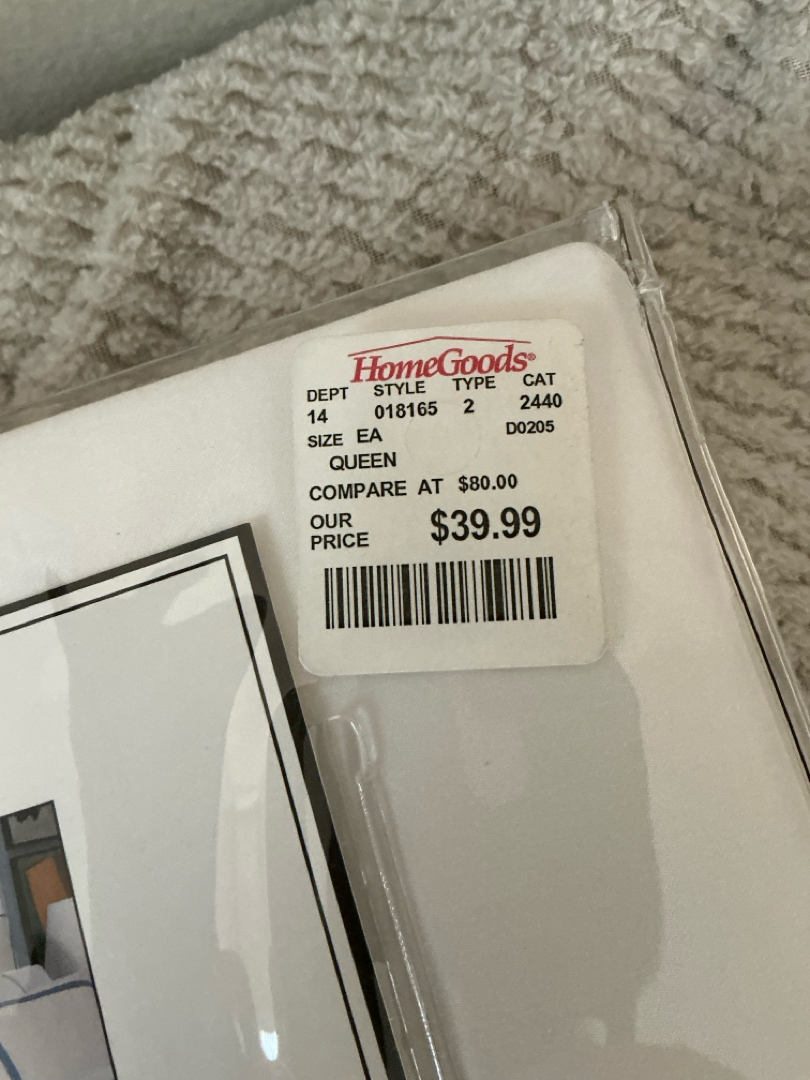 HomeGoods®
DEPT STYLE TYPE CAT
14 018165 2 2440
SIZE EA D0205
QUEEN
COMPARE AT $80.00
OUR
PRICE $39.99